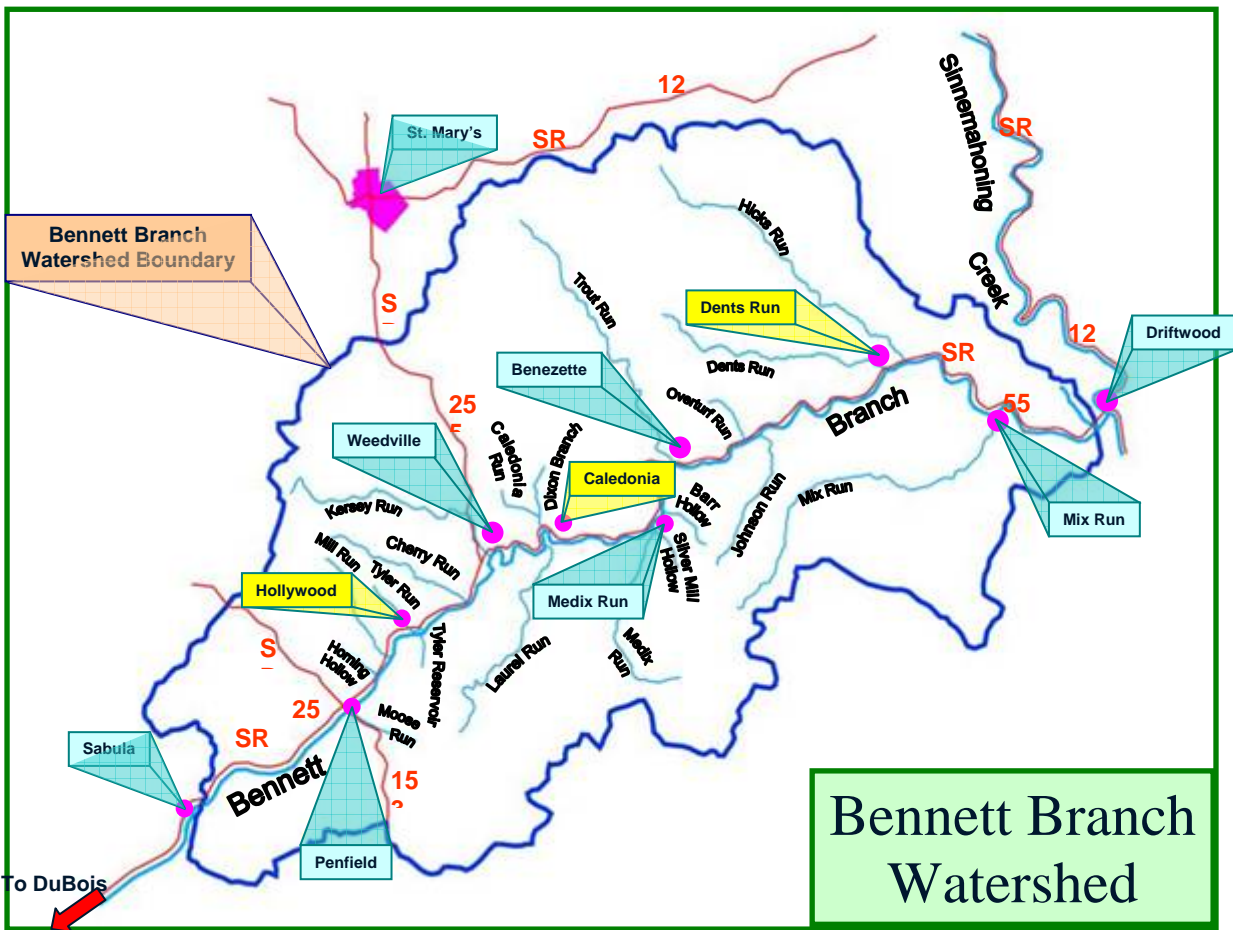 12
St. Mary's
SR
Sinnemahoning
Creek
SR
Bennett Branch
Watershed Boundary
Hicks Run
S
Trout Run
Dents Run
12
Driftwood
Benezette
Dents Run
SR
Overturf Run
55
Branch
25
Weedville
Caledonia
Run
Dixon Branch
Caledonia
Barr
Hollow
Johnson Run
Mix Run
Mix Run
Kersey Run
Cherry Run
Mill Run
Tyler Run
Hollywood
Medix Run
Silver Mill
Hollow
S
Horning
Hollow
Tyler Reservoir
Laurel Run
Medix
Run
25
Moose
Run
SR
Sabula
Bennett
15
Penfield
To DuBois
Bennett Branch
Watershed